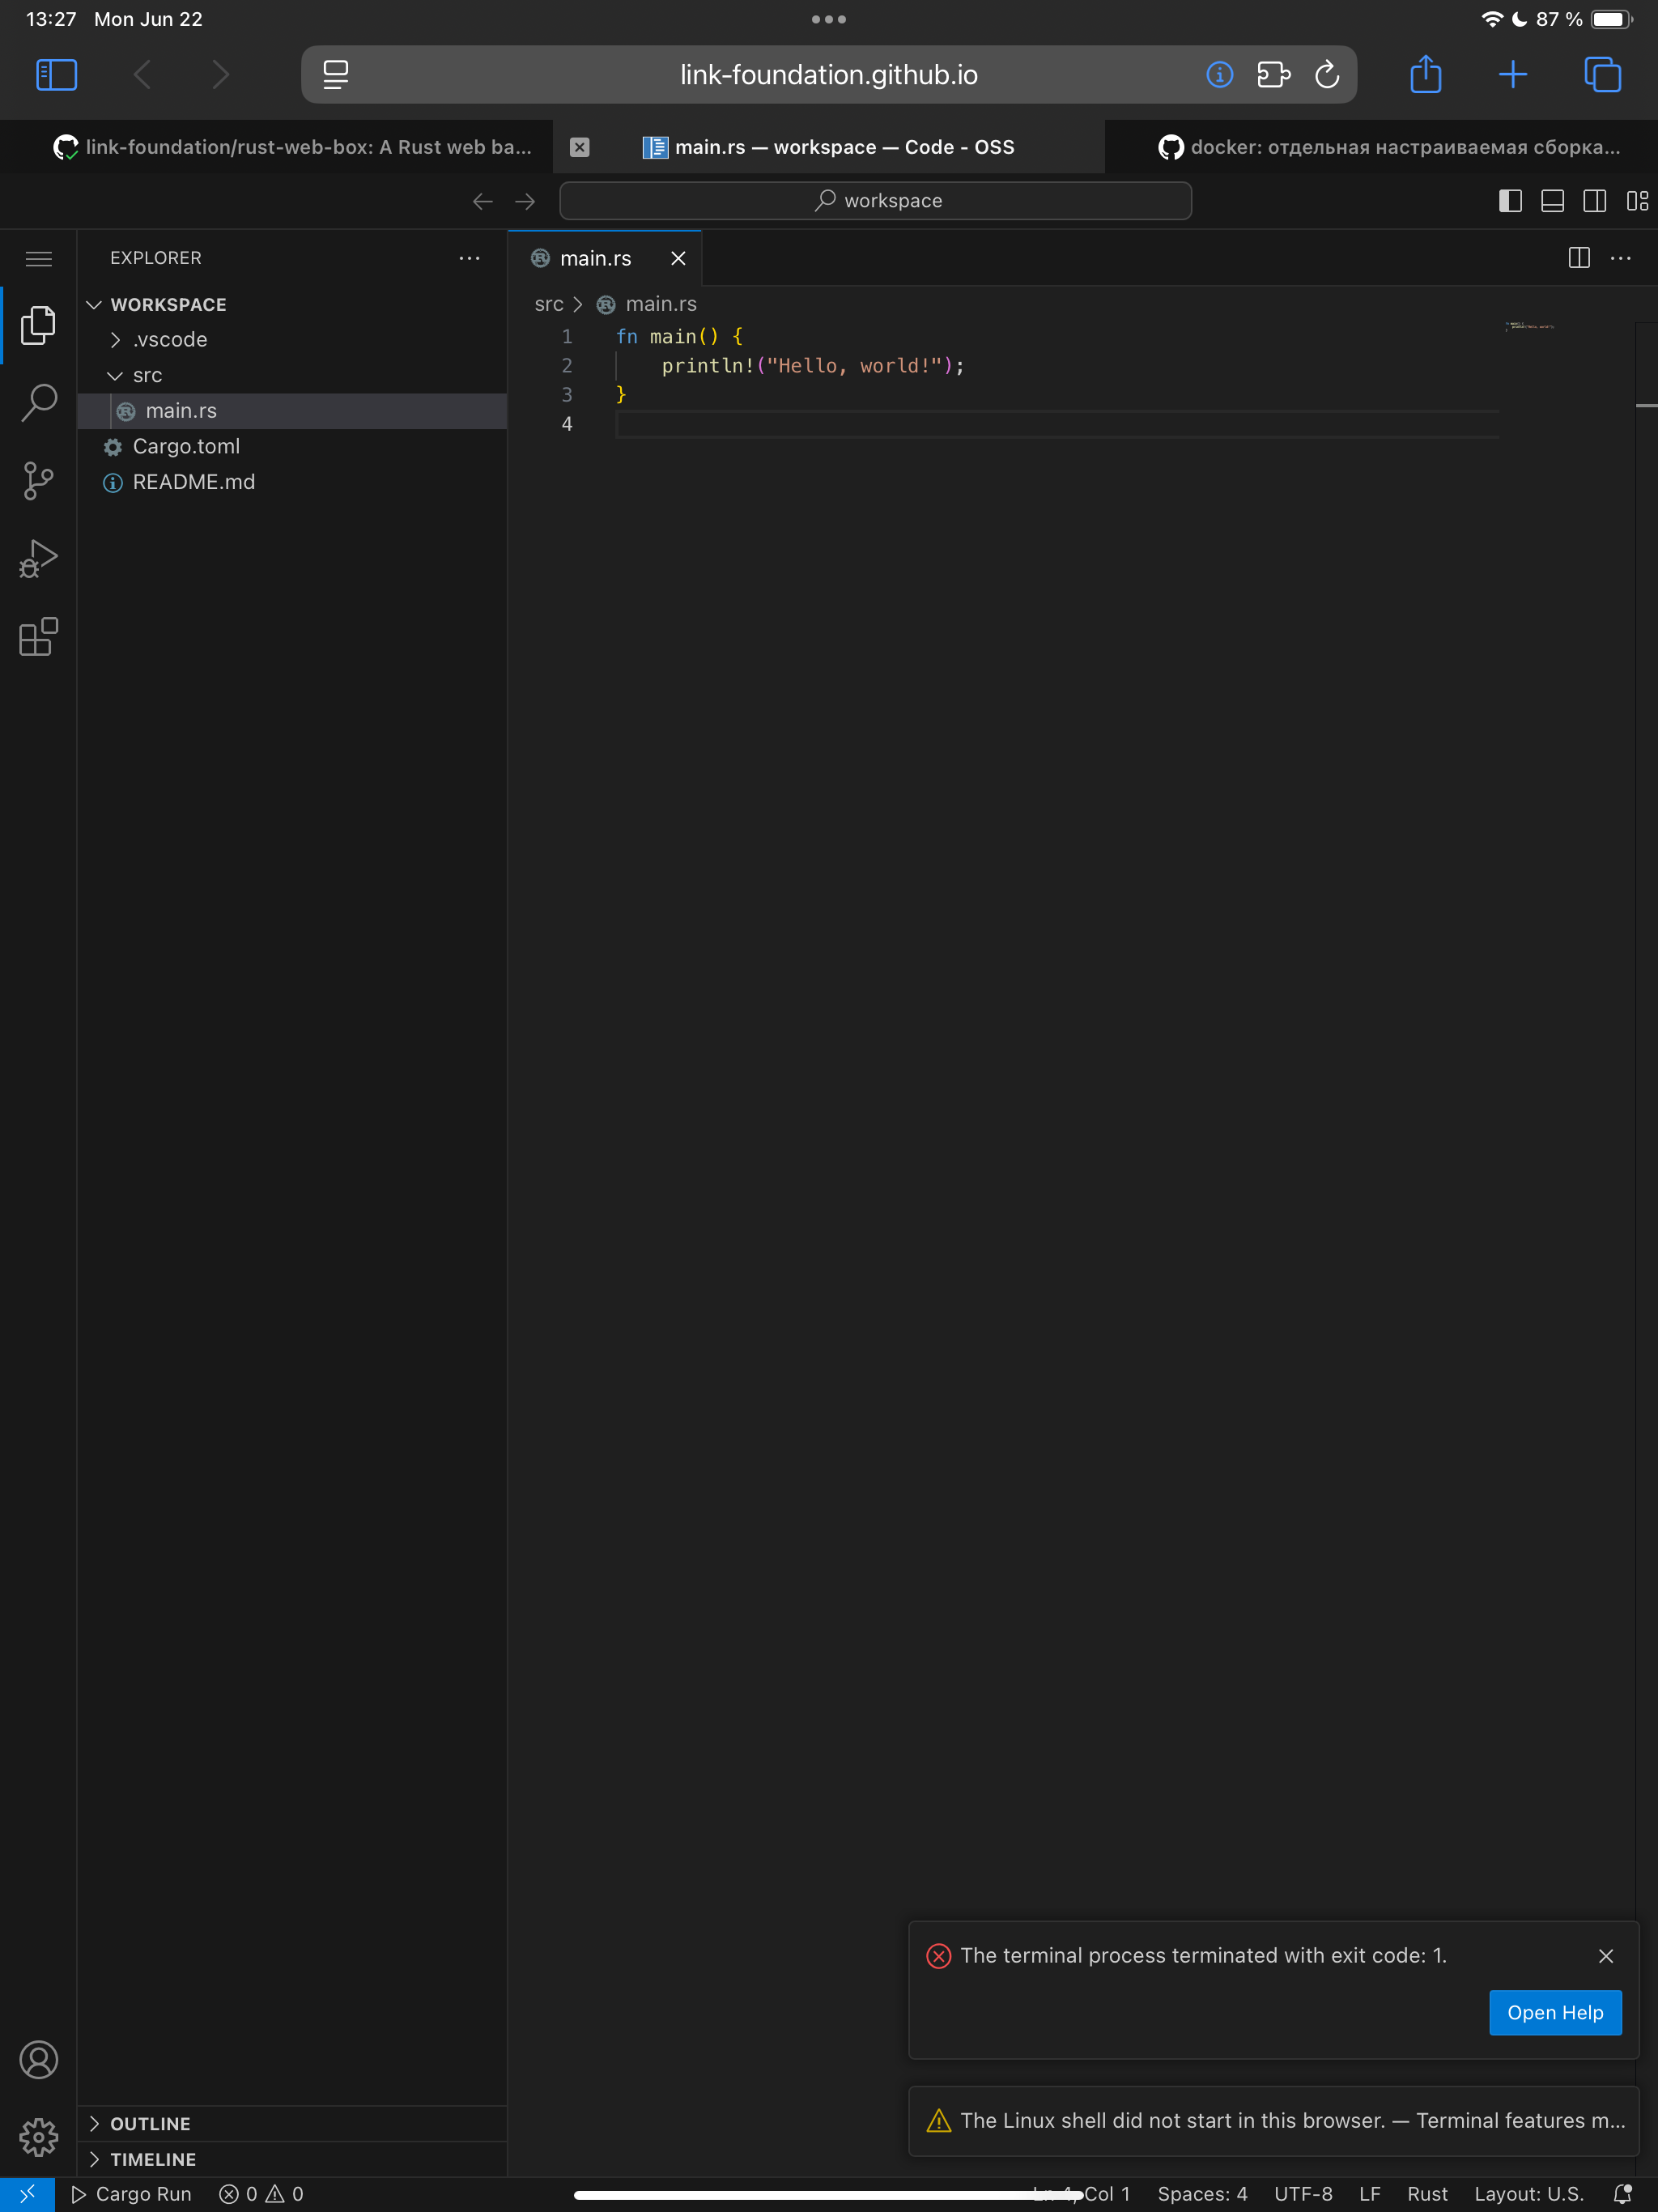 13:27 Mon Jun 22
87 %
link-foundation.github.io
link-foundation/rust-web-box: A Rust web ba...
main.rs — workspace — Code - OSS
docker: отдельная настраиваемая сборка...
workspace
EXPLORER
main.rs
WORKSPACE
src
main.rs
.vscode
1 fn main() {
src
2 println!("Hello, world!");
3 }
main.rs
4
Cargo.toml
README.md
The terminal process terminated with exit code: 1.
Open Help
The Linux shell did not start in this browser. — Terminal features m...
OUTLINE
TIMELINE
Cargo Run
0
0
Col 1
Spaces: 4
UTF-8
LF
Rust
Layout: U.S.